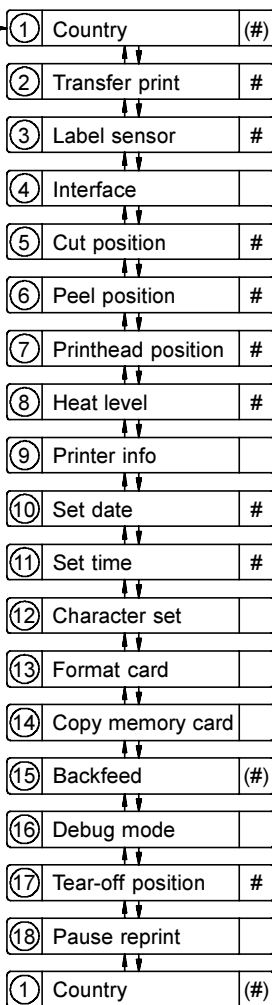 1 Country (#)
2 Transfer print #
3 Label sensor #
4 Interface
5 Cut position #
6 Peel position #
7 Printhead position #
8 Heat level #
9 Printer info
10 Set date #
11 Set time #
12 Character set
13 Format card
14 Copy memory card
15 Backfeed (#)
16 Debug mode
17 Tear-off position #
18 Pause reprint
1 Country (#)